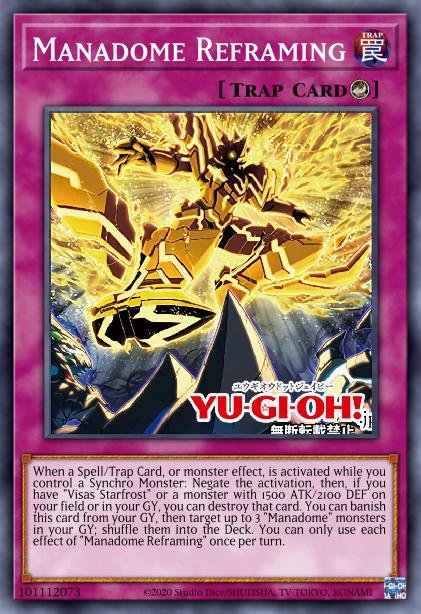 MANADOME REFRAMING
TRAP
罠
[TRAP CARD]
ユウギオウドットジェイピー
YU-GI-OH!
無断転載禁止
When a Spell/Trap Card, or monster effect, is activated while you
control a Synchro Monster: Negate the activation, then, if you
have "Visas Starfrost" or a monster with 1500 ATK/2100 DEF on
your field or in your GY, you can destroy that card. You can banish
this card from your GY, then target up to 3 "Manadome" monsters
in your GY; shuffle them into the Deck. You can only use each
effect of "Manadome Reframing" once per turn.
101112073
©2020 Studio Dice/SHUEISHA, TV TOKYO, KONAMI